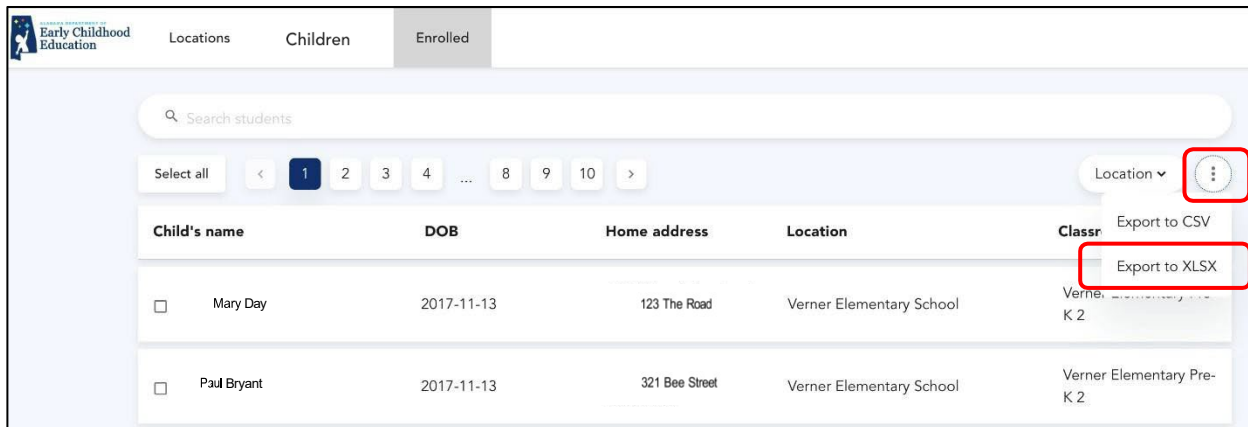 ALABAMA DEPARTMENT OF
Early Childhood
Education
Locations
Children
Enrolled
Search students
Select all
< 1 2 3 4 ... 8 9 10 >
Location
Export to CSV
Export to XLSX
Child's name
DOB
Home address
Location
Mary Day
2017-11-13
123 The Road
Verner Elementary School
K 2
Paul Bryant
2017-11-13
321 Bee Street
Verner Elementary School
Verner Elementary Pre-
K 2